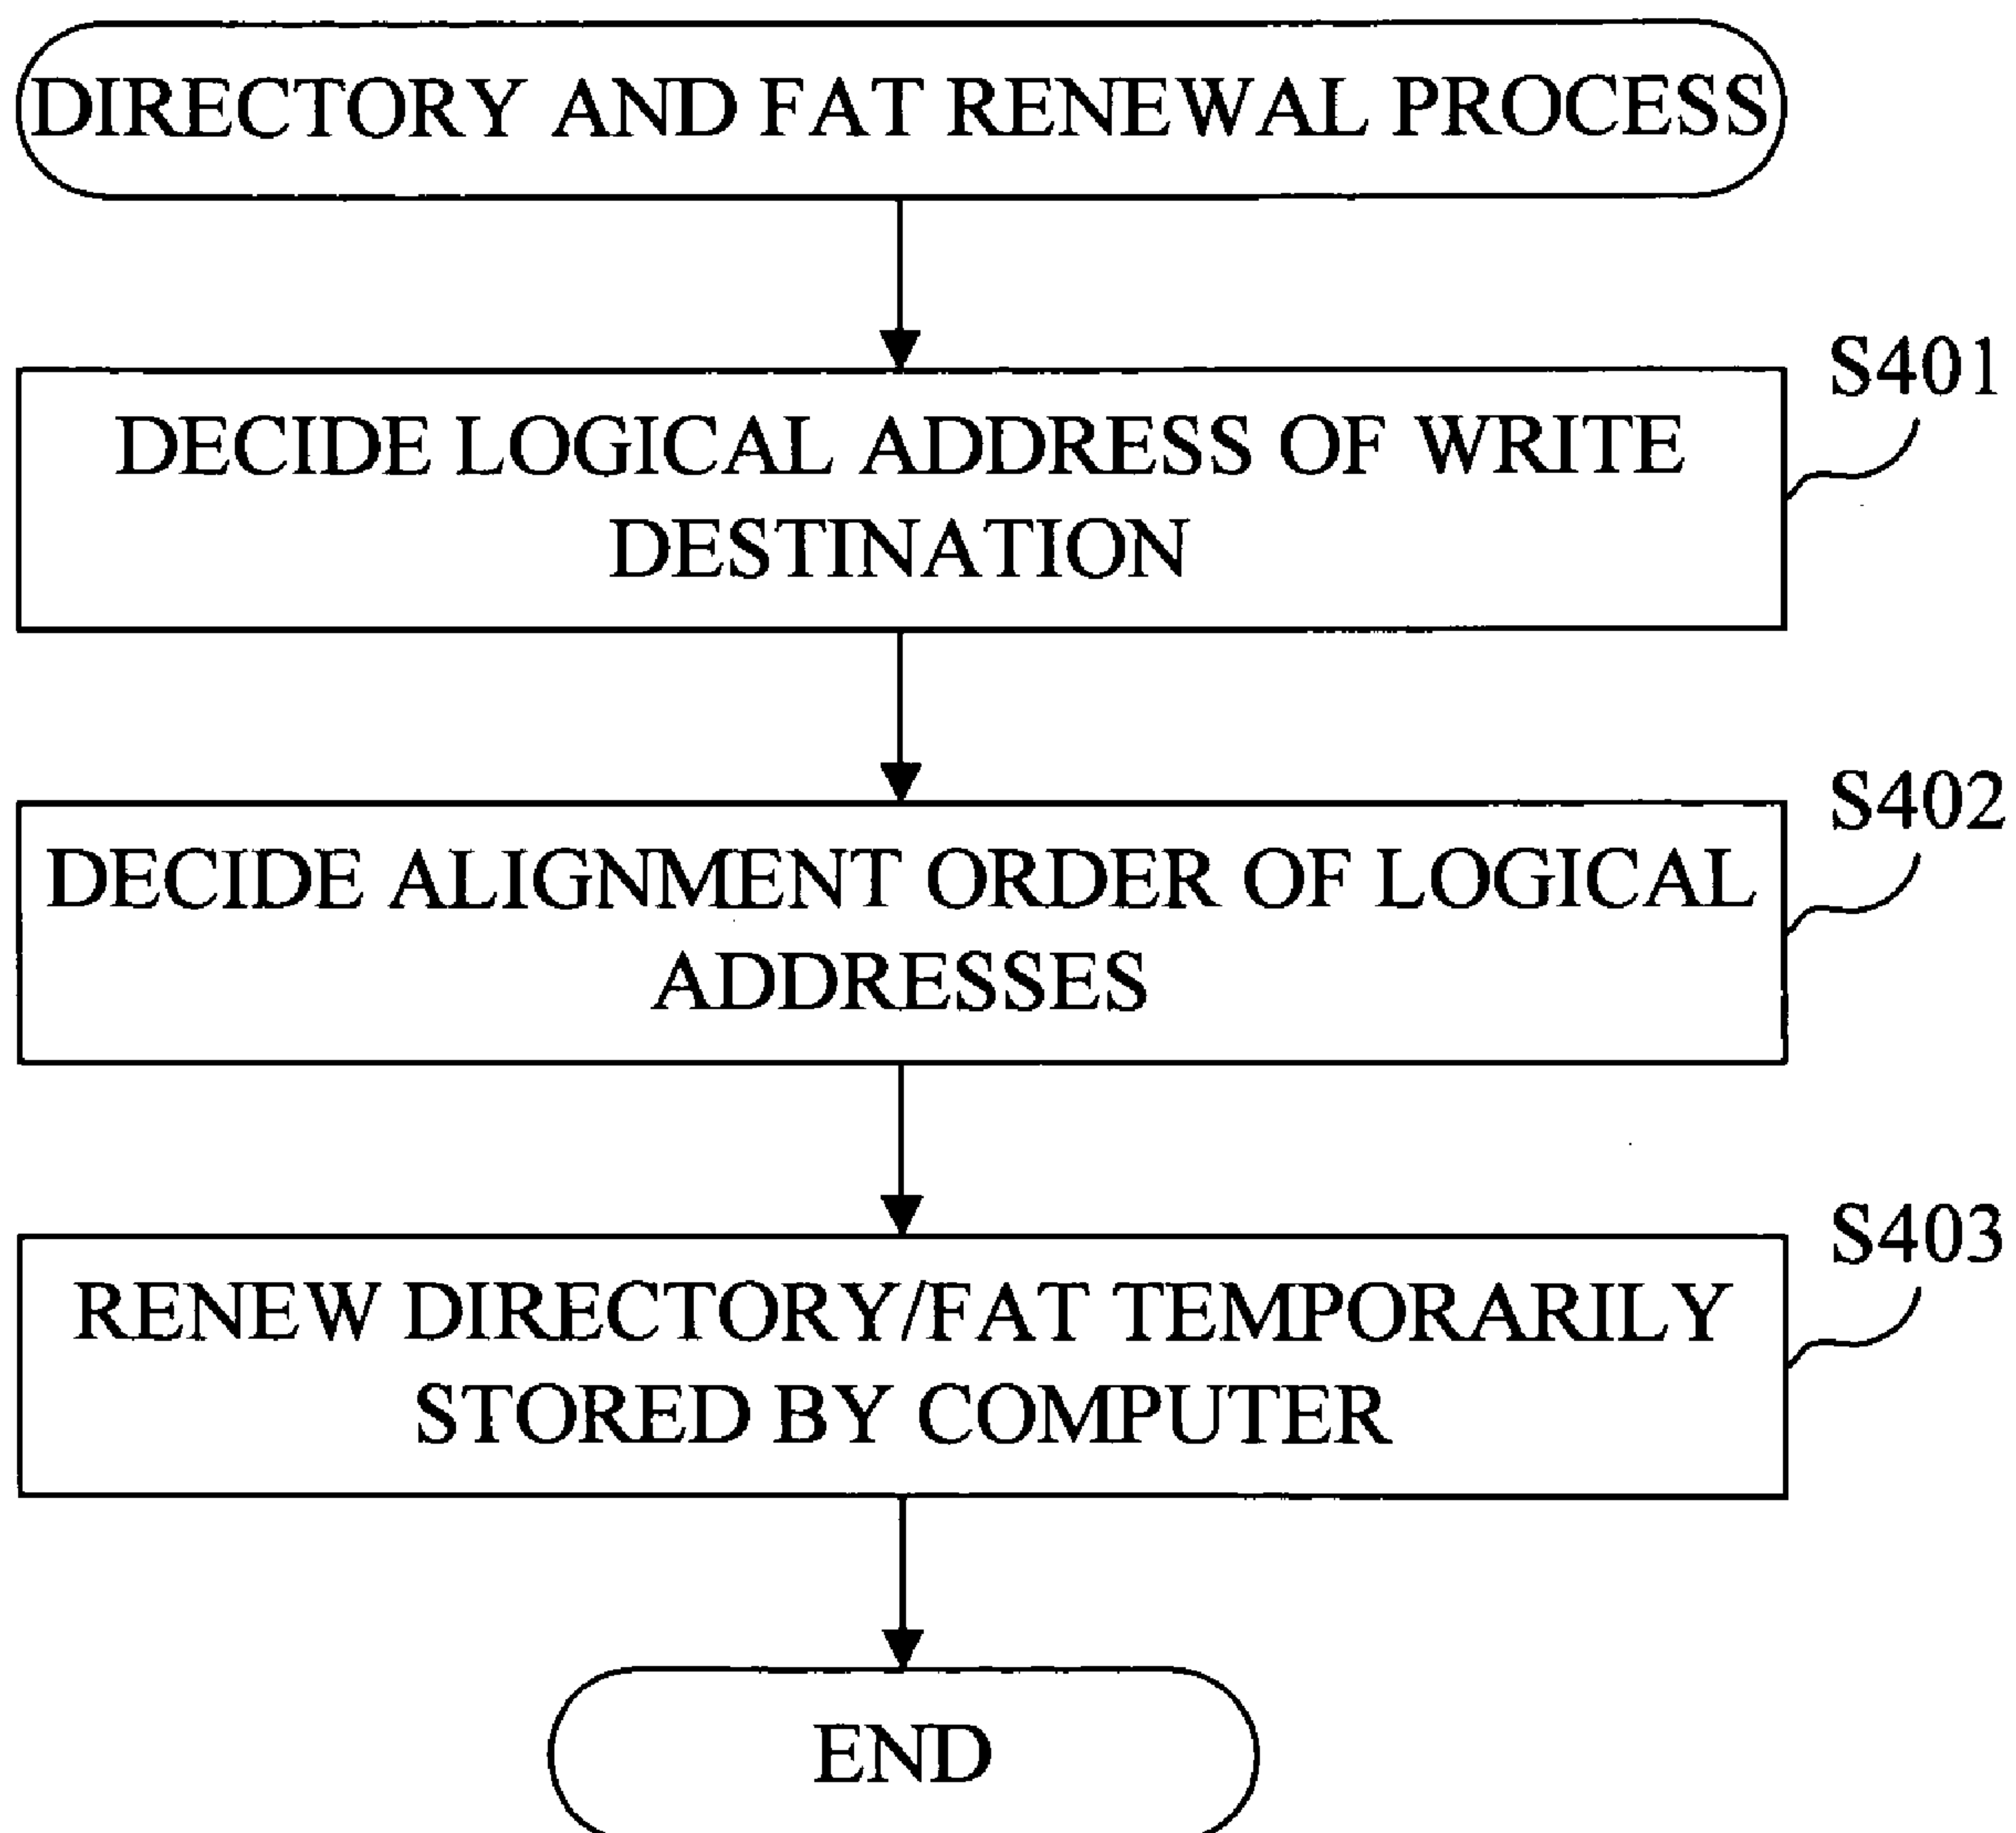 DIRECTORY AND FAT RENEWAL PROCESS
S401
DECIDE LOGICAL ADDRESS OF WRITE
DESTINATION
S402
DECIDE ALIGNMENT ORDER OF LOGICAL
ADDRESSES
S403
RENEW DIRECTORY/FAT TEMPORARILY
STORED BY COMPUTER
END